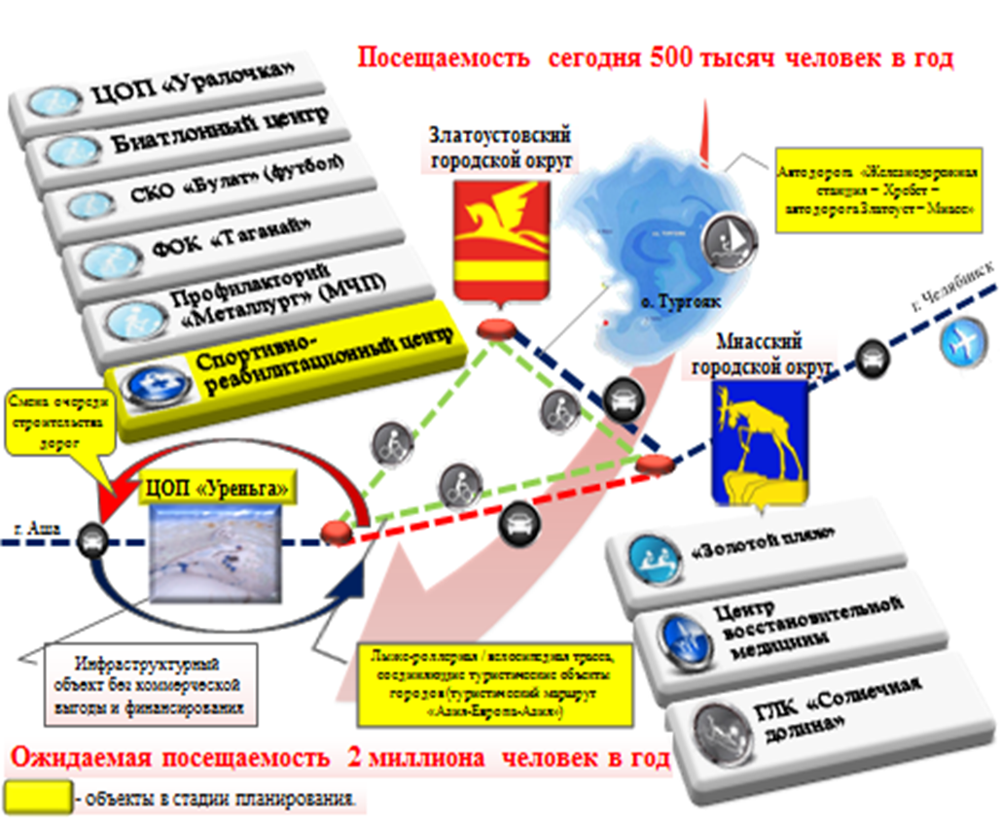 Посещаемость сегодня 500 тысяч человек в год
ЦОП «Уралочка»
Биатлонный центр
СКО «Булат» (футбол)
ФОК «Таганай»
Профилакторий
«Металлург» (МЧП)
Спортивно-
реабилитационный центр
Златоустовский
городской округ
Автодорога «Железнодорожная
станция – Хребет –
автодорога Златоуст – Миасс»
о. Тургояк
г. Челябинск
Миасский
городской округ
Смена очереди
строительства
дорог
ЦОП «Уреньга»
г. Аша
«Золотой пляж»
Центр
восстановительной
медицины
ГЛК «Солнечная
долина»
Инфраструктурный
объект без коммерческой
выгоды и финансирования
Лыже-роллерная / велосипедная трасса,
соединяющие туристические объекты
городов (туристический маршрут
«Азия-Европа-Азия»)
Ожидаемая посещаемость 2 миллиона человек в год
- объекты в стадии планирования.